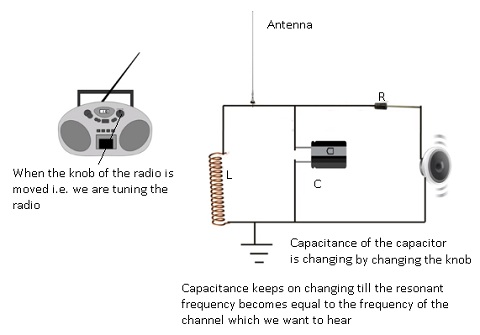 Antenna
R
L
C
When the knob of the radio is
moved i.e. we are tuning the
radio
Capacitance of the capacitor
is changing by changing the knob
Capacitance keeps on changing till the resonant
frequency becomes equal to the frequency of the
channel which we want to hear